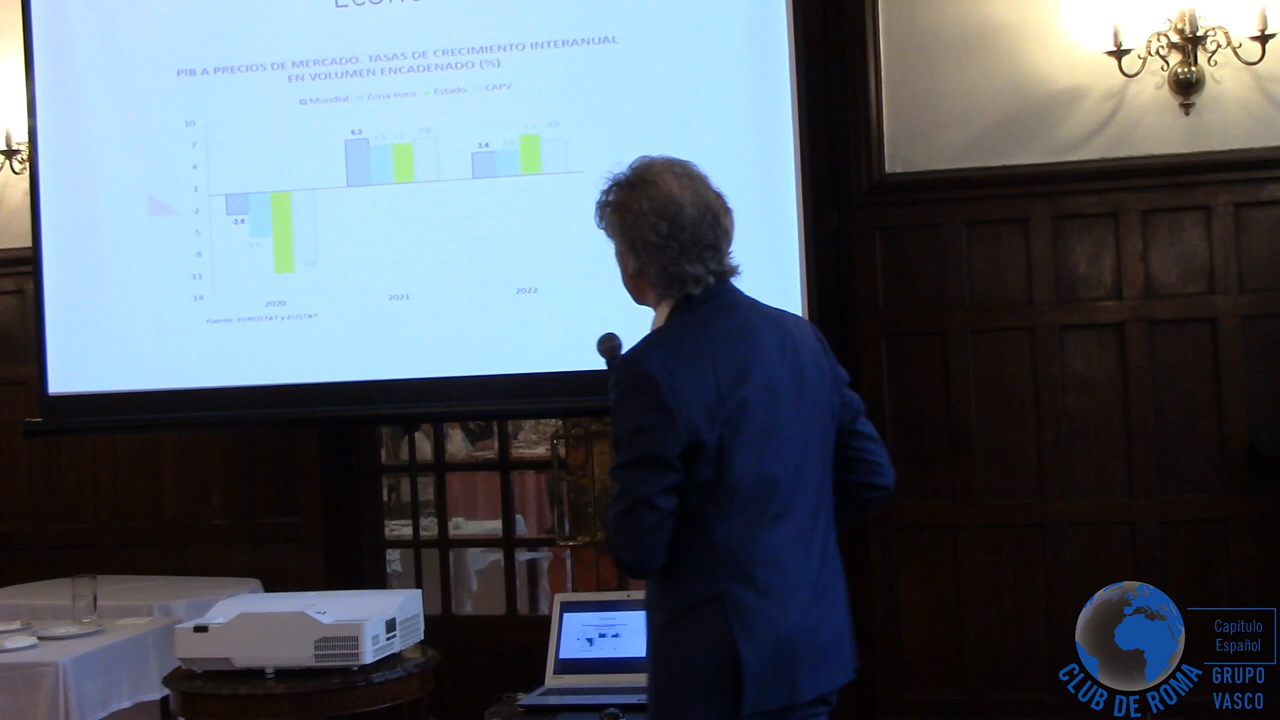 PIB A PRECIOS DE MERCADO. TASAS DE CRECIMIENTO INTERANUAL
EN VOLUMEN ENCADENADO (%)
Mundial Zona euro Estado CAPV
10
7
4
1
-2
-5
-8
-11
-14
6,3
3,4
-2,8
2020
2021
2022
Fuente: EUROSTAT y EUSTAT
Capítulo
Español
CLUB DE ROMA
GRUPO
VASCO